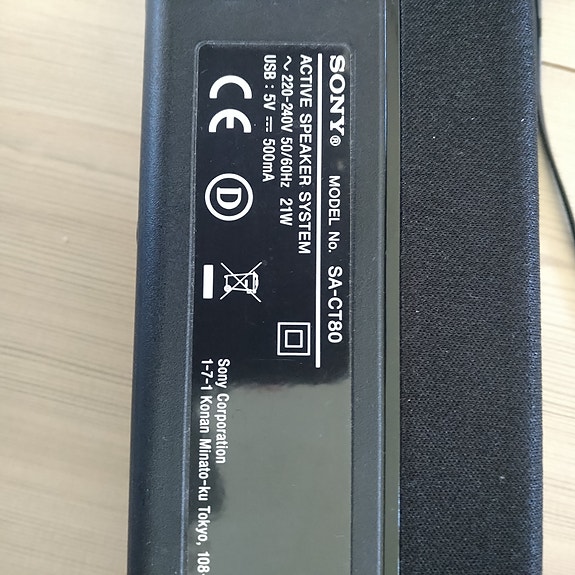 SONY® MODEL No. SA-CT80
ACTIVE SPEAKER SYSTEM
~ 220-240V 50/60Hz 21W
USB : 5V ⎓ 500mA
CE
D
Sony Corporation
1-7-1 Konan Minato-ku Tokyo, 108-